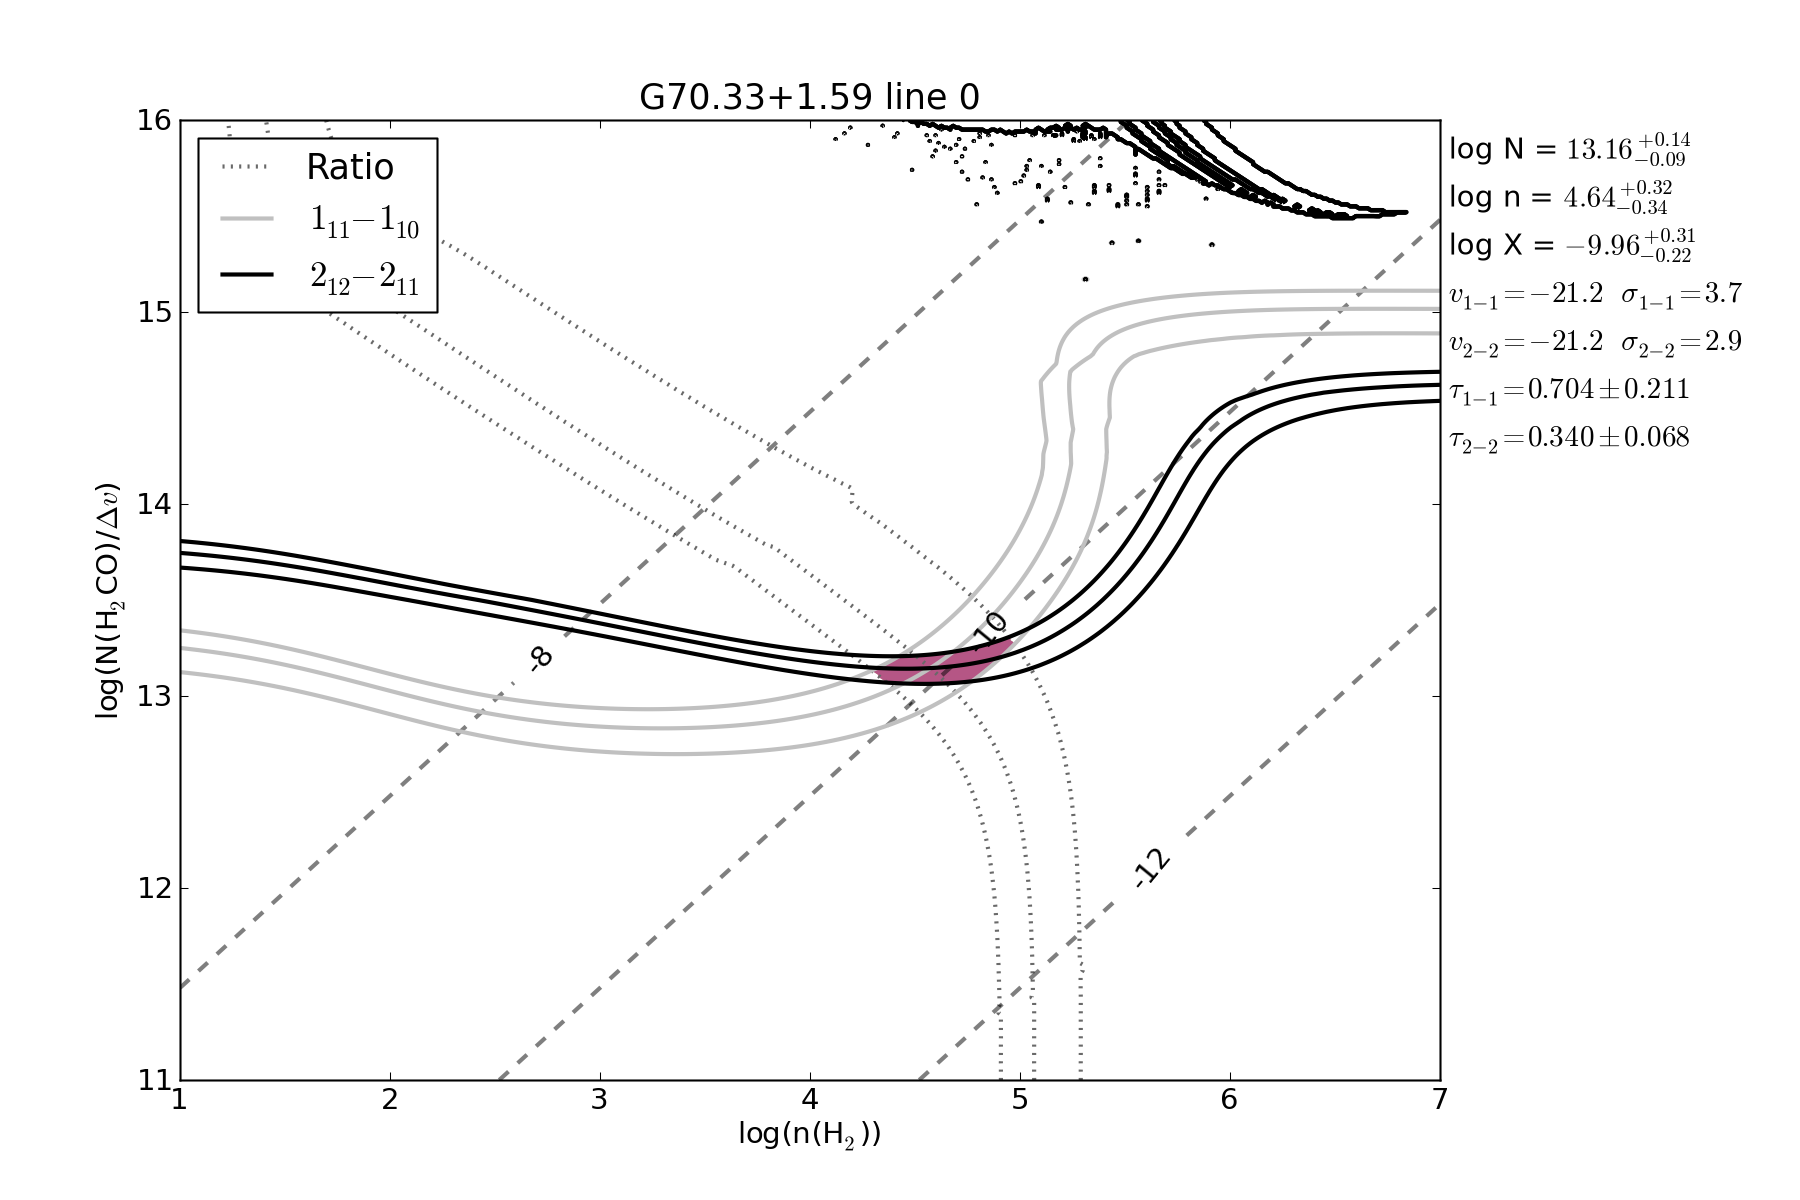 G70.33+1.59 line 0
16
15
14
13
12
11
log(N(H₂CO)/Δv)
Ratio
1₁₁−1₁₀
2₁₂−2₁₁
-8
-10
-12
1 2 3 4 5 6 7
log(n(H₂))
log N = 13.16 +0.14 −0.09
log n = 4.64 +0.32 −0.34
log X = −9.96 +0.31 −0.22
v₁₋₁=−21.2 σ₁₋₁=3.7
v₂₋₂=−21.2 σ₂₋₂=2.9
τ₁₋₁=0.704±0.211
τ₂₋₂=0.340±0.068